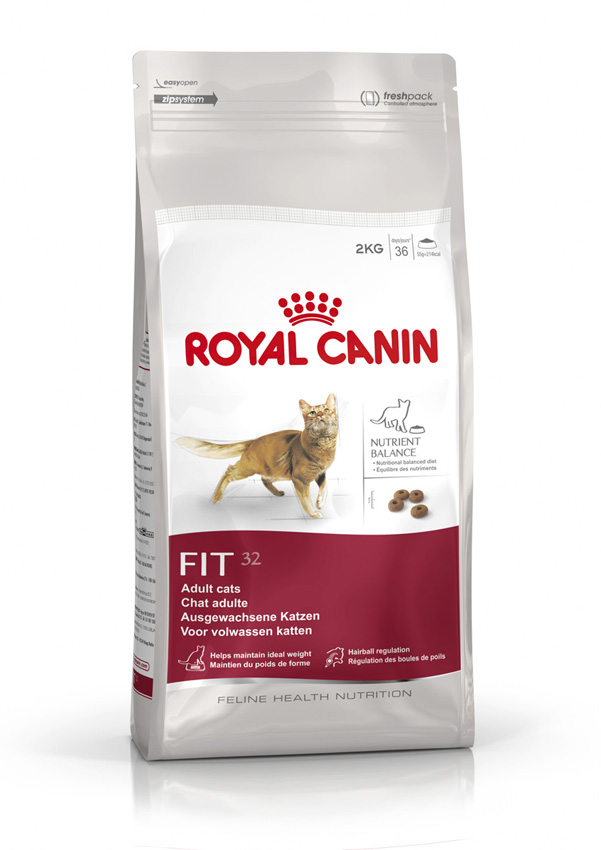 easyopen
zipsystem
freshpack
Controlled atmosphere
2KG
days/jours*
36
ROYAL CANIN
NUTRIENT
BALANCE
• Nutritional balanced diet
• Équilibre des nutriments
FIT 32
Adult cats
Chat adulte
Ausgewachsene Katzen
Voor volwassen katten
Helps maintain ideal weight
Maintien du poids de forme
Hairball regulation
Régulation des boules de poils
FELINE HEALTH NUTRITION